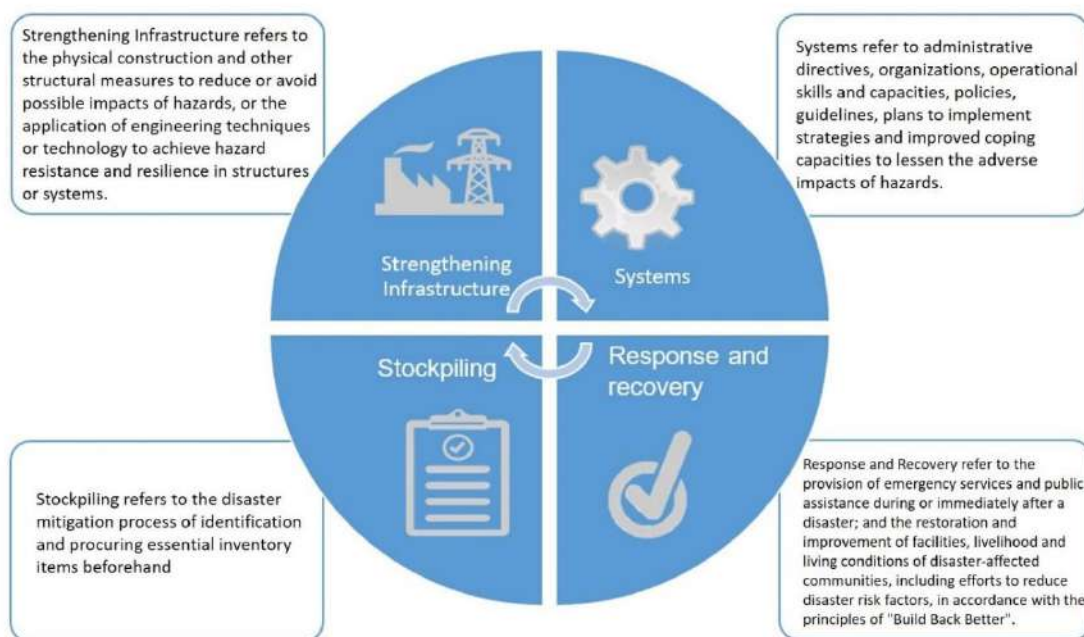 Strengthening Infrastructure refers to
the physical construction and other
structural measures to reduce or avoid
possible impacts of hazards, or the
application of engineering techniques
or technology to achieve hazard
resistance and resilience in structures
or systems.
Systems refer to administrative
directives, organizations, operational
skills and capacities, policies,
guidelines, plans to implement
strategies and improved coping
capacities to lessen the adverse
impacts of hazards.
Strengthening
Infrastructure
Systems
Stockpiling
Response and
recovery
Stockpiling refers to the disaster
mitigation process of identification
and procuring essential inventory
items beforehand
Response and Recovery refer to the
provision of emergency services and public
assistance during or immediately after a
disaster; and the restoration and
improvement of facilities, livelihood and
living conditions of disaster-affected
communities, including efforts to reduce
disaster risk factors, in accordance with the
principles of "Build Back Better".